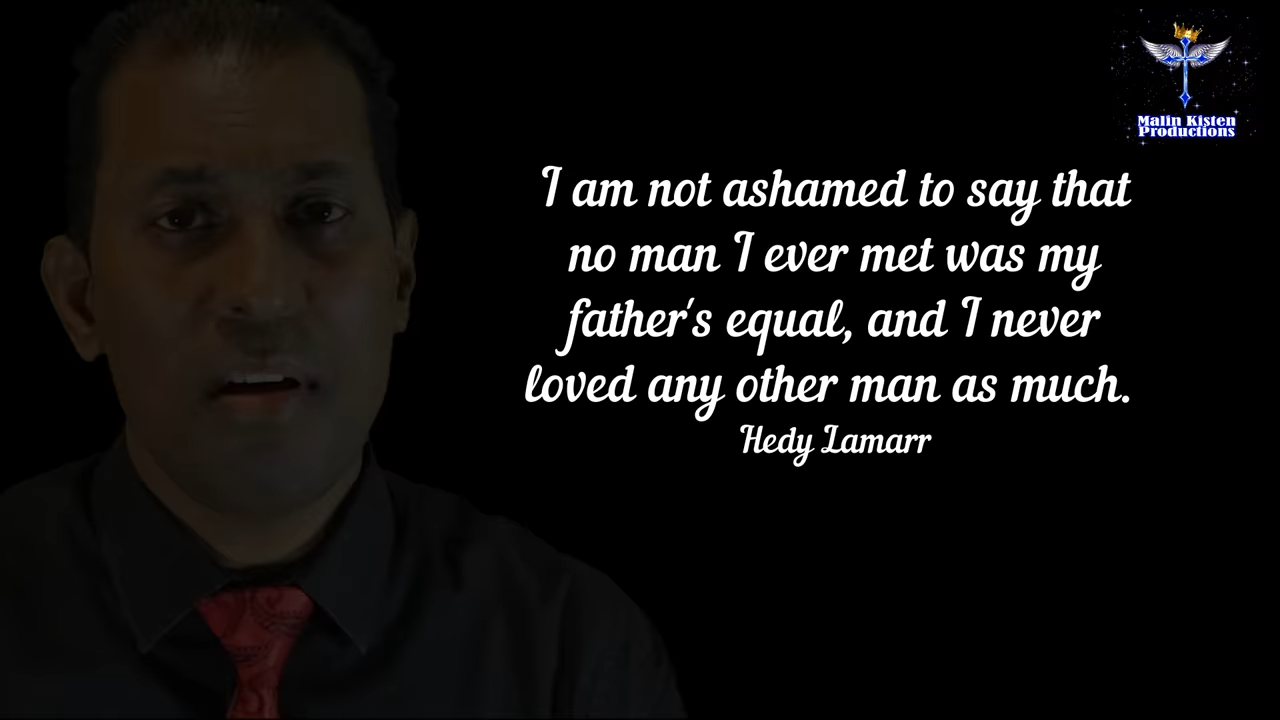 Malin Kisten
Productions
I am not ashamed to say that
no man I ever met was my
father's equal, and I never
loved any other man as much.
Hedy Lamarr